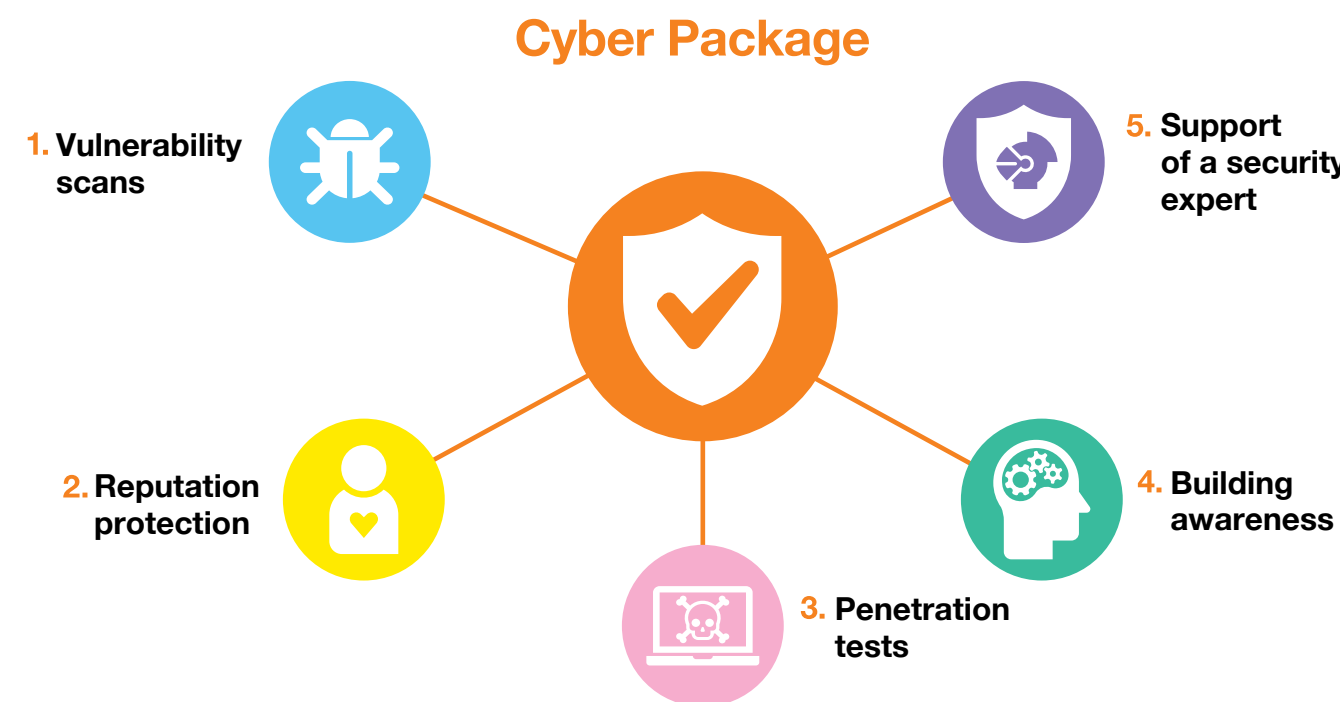 Cyber Package
1. Vulnerability
scans
2. Reputation
protection
3. Penetration
tests
4. Building
awareness
5. Support
of a security
expert